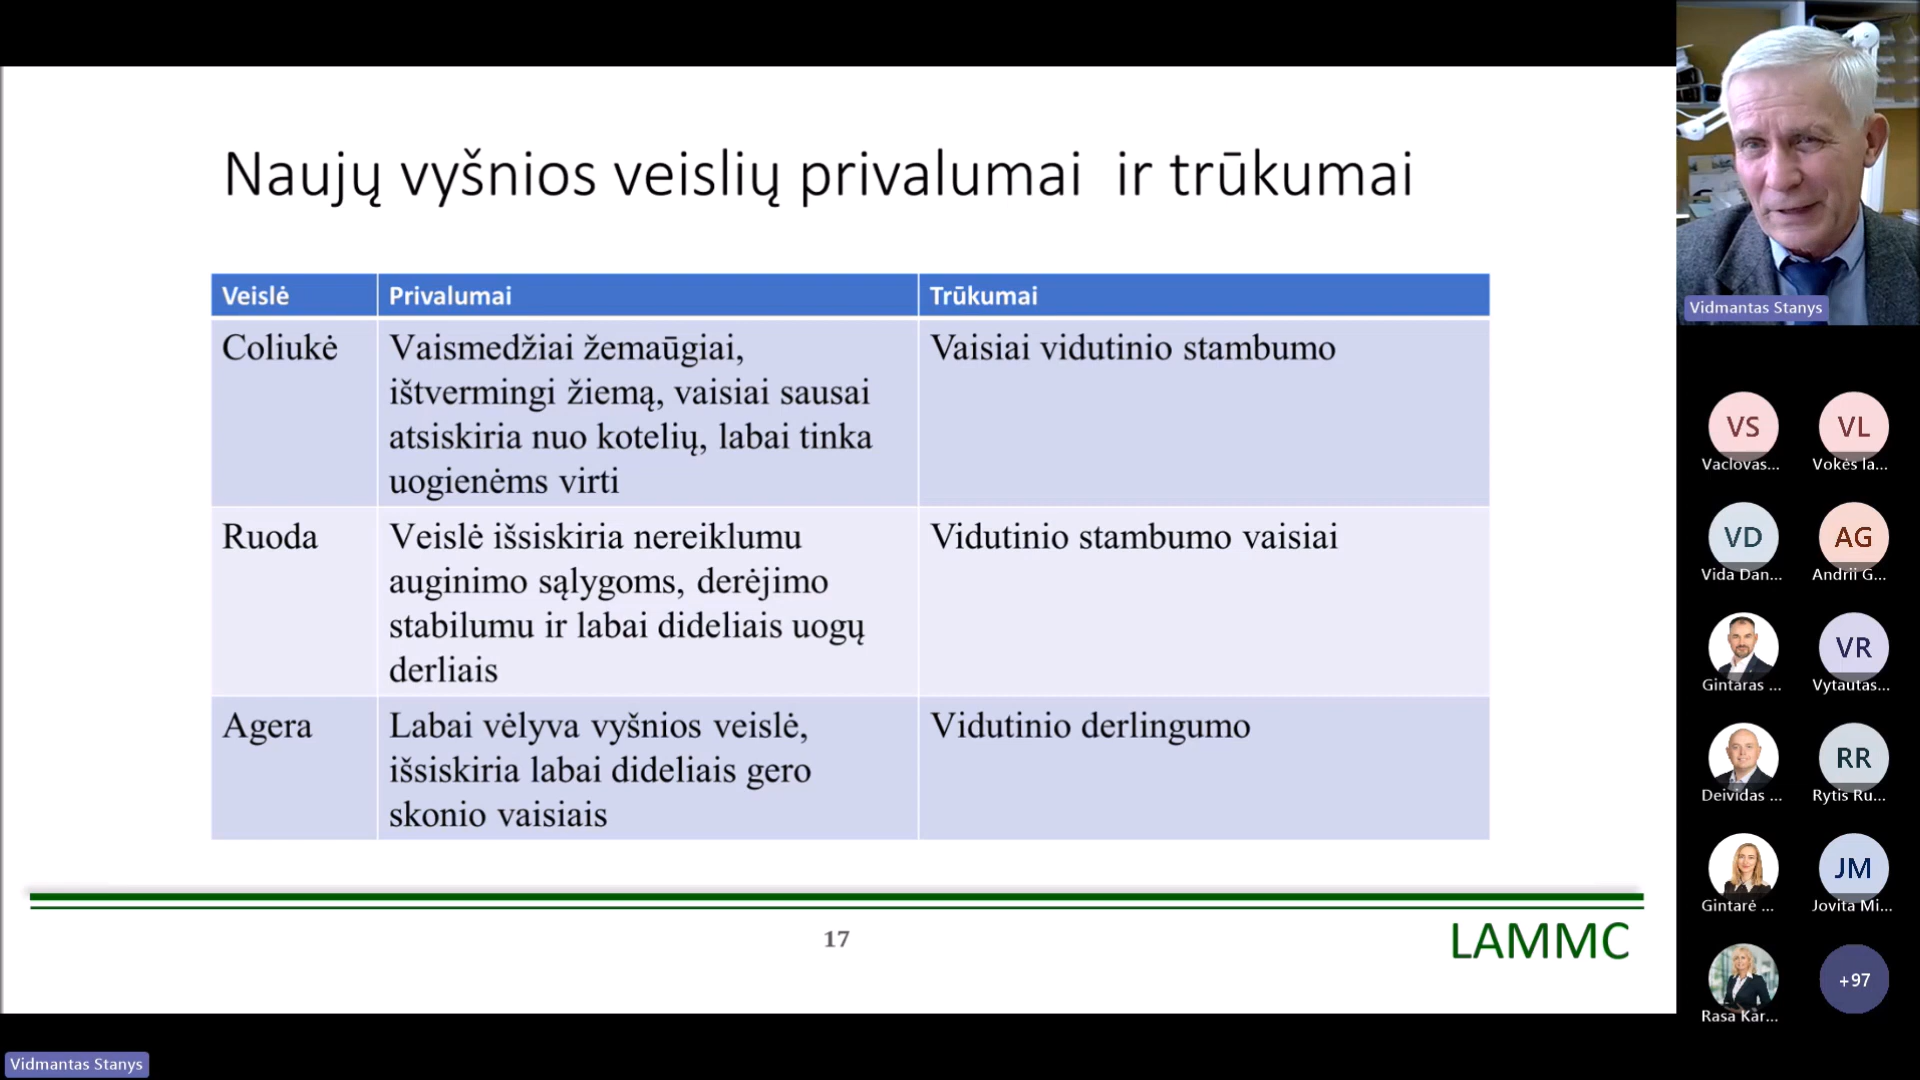 Naujų vyšnios veislių privalumai ir trūkumai
Veislė
Privalumai
Trūkumai
Coliukė
Vaismedžiai žemaūgiai,
ištvermingi žiemą, vaisiai sausai
atsiskiria nuo kotelių, labai tinka
uogienėms virti
Vaisiai vidutinio stambumo
Ruoda
Veislė išsiskiria nereiklumu
auginimo sąlygoms, derėjimo
stabilumu ir labai dideliais uogų
derliais
Vidutinio stambumo vaisiai
Agera
Labai vėlyva vyšnios veislė,
išsiskiria labai dideliais gero
skonio vaisiais
Vidutinio derlingumo
17
LAMMC
Vidmantas Stanys
VS
Vaclovas...
VL
Vokės la...
VD
Vida Dan...
AG
Andrii G...
Gintaras ...
VR
Vytautas...
Deividas ...
RR
Rytis Ru...
Gintarė ...
JM
Jovita Mi...
Rasa Kar...
+97
Vidmantas Stanys